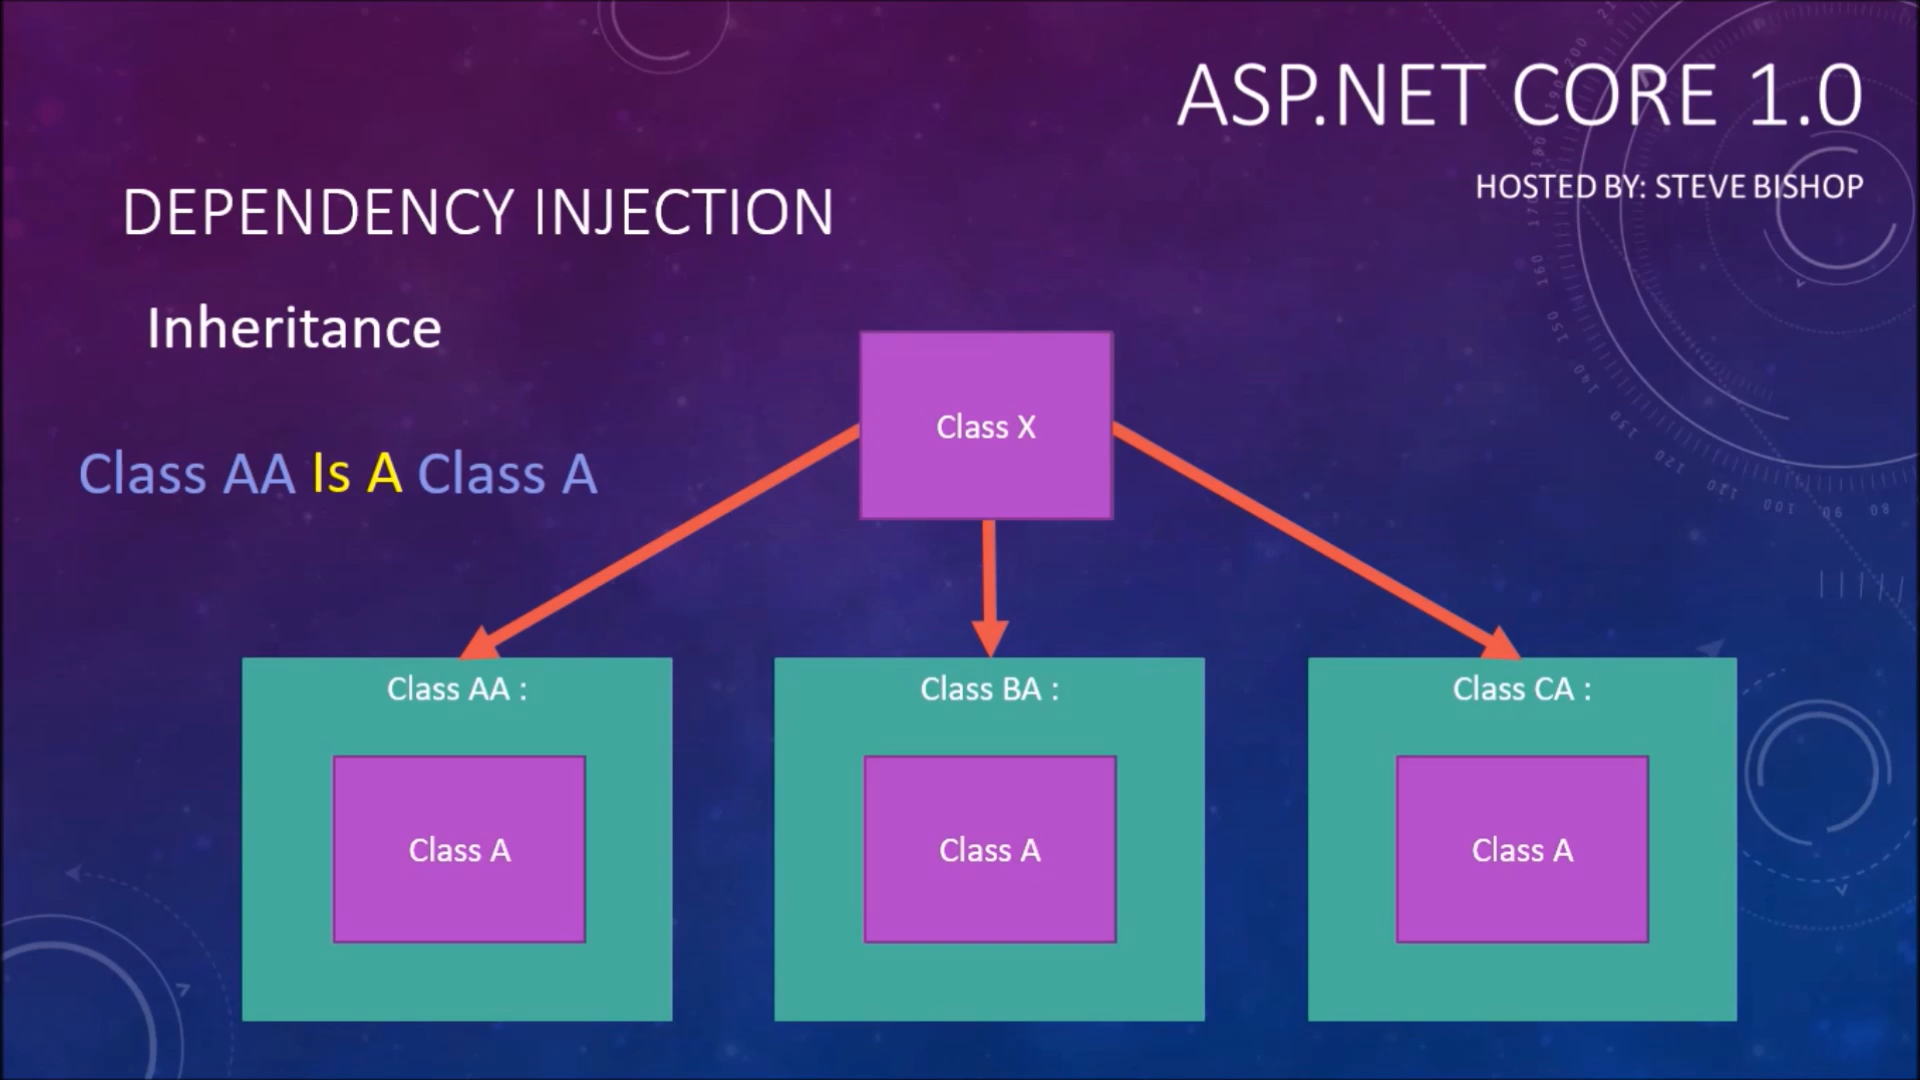 ASP.NET CORE 1.0
HOSTED BY: STEVE BISHOP
DEPENDENCY INJECTION
Inheritance
Class AA Is A Class A
Class X
Class AA :
Class BA :
Class CA :
Class A
Class A
Class A